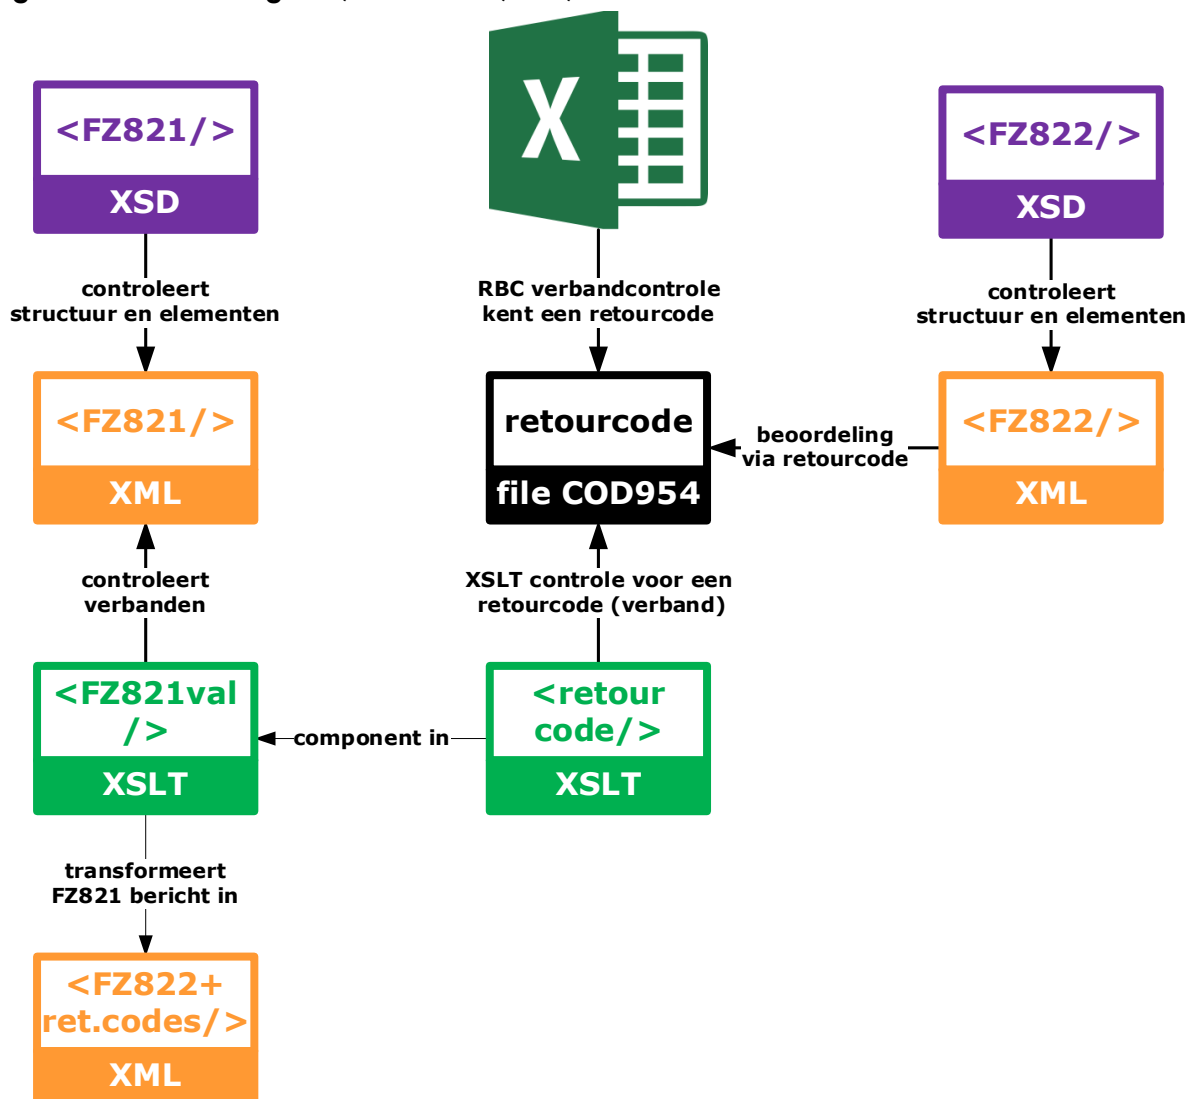 <FZ821/>
XSD
X
<FZ822/>
XSD
controleert
structuur en elementen
RBC verbandcontrole
kent een retourcode
controleert
structuur en elementen
<FZ821/>
XML
retourcode
file COD954
beoordeling
via retourcode
<FZ822/>
XML
controleert
verbanden
XSLT controle voor een
retourcode (verband)
<FZ821val
/>
XSLT
component in
<retour
code/>
XSLT
transformeert
FZ821 bericht in
<FZ822+
ret.codes/>
XML